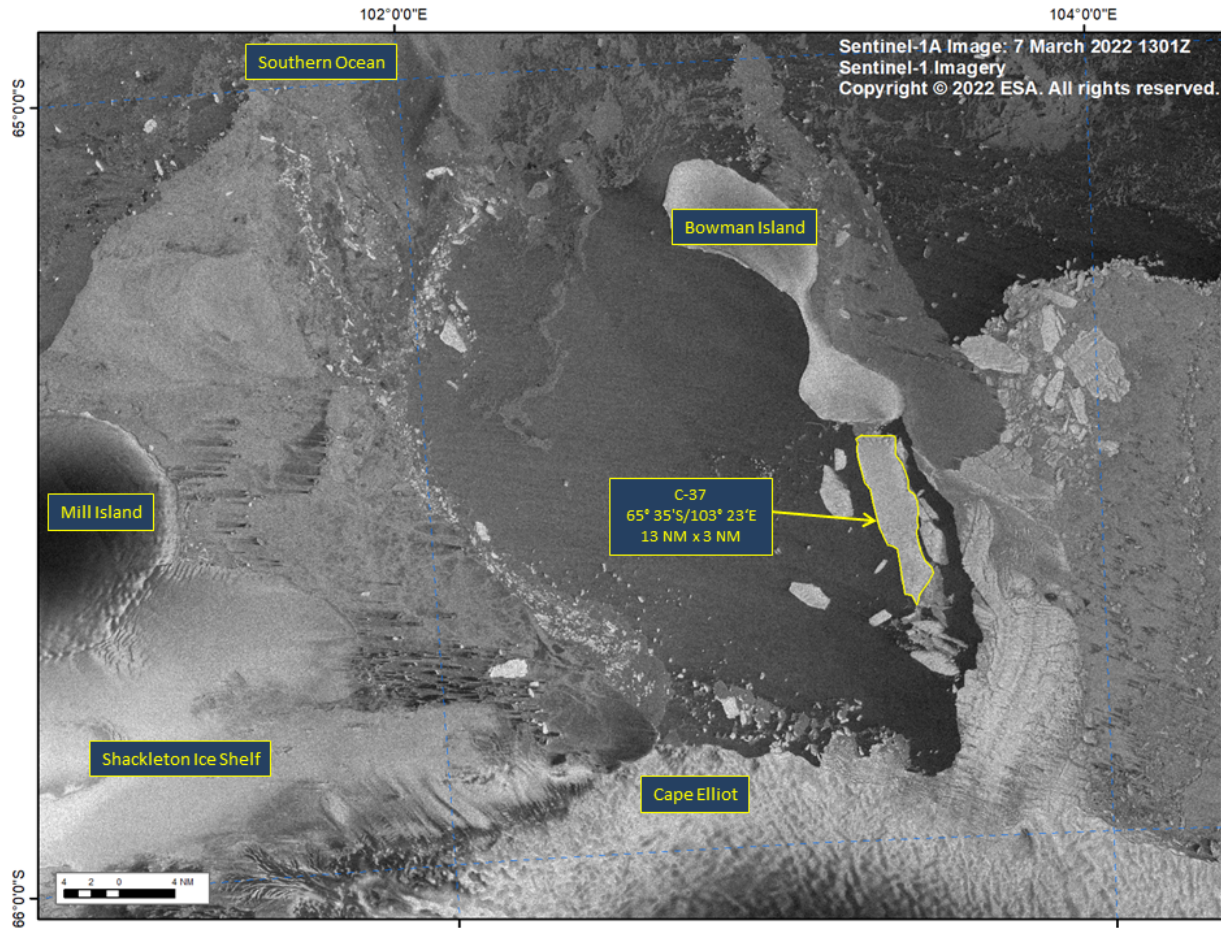 102°0'0"E
104°0'0"E
Sentinel-1A Image: 7 March 2022 1301Z
Sentinel-1 Imagery
Copyright © 2022 ESA. All rights reserved.
Southern Ocean
65°0'0"S
Bowman Island
C-37
65° 35'S/103° 23'E
13 NM x 3 NM
Mill Island
Shackleton Ice Shelf
Cape Elliot
4 2 0 4 NM
66°0'0"S